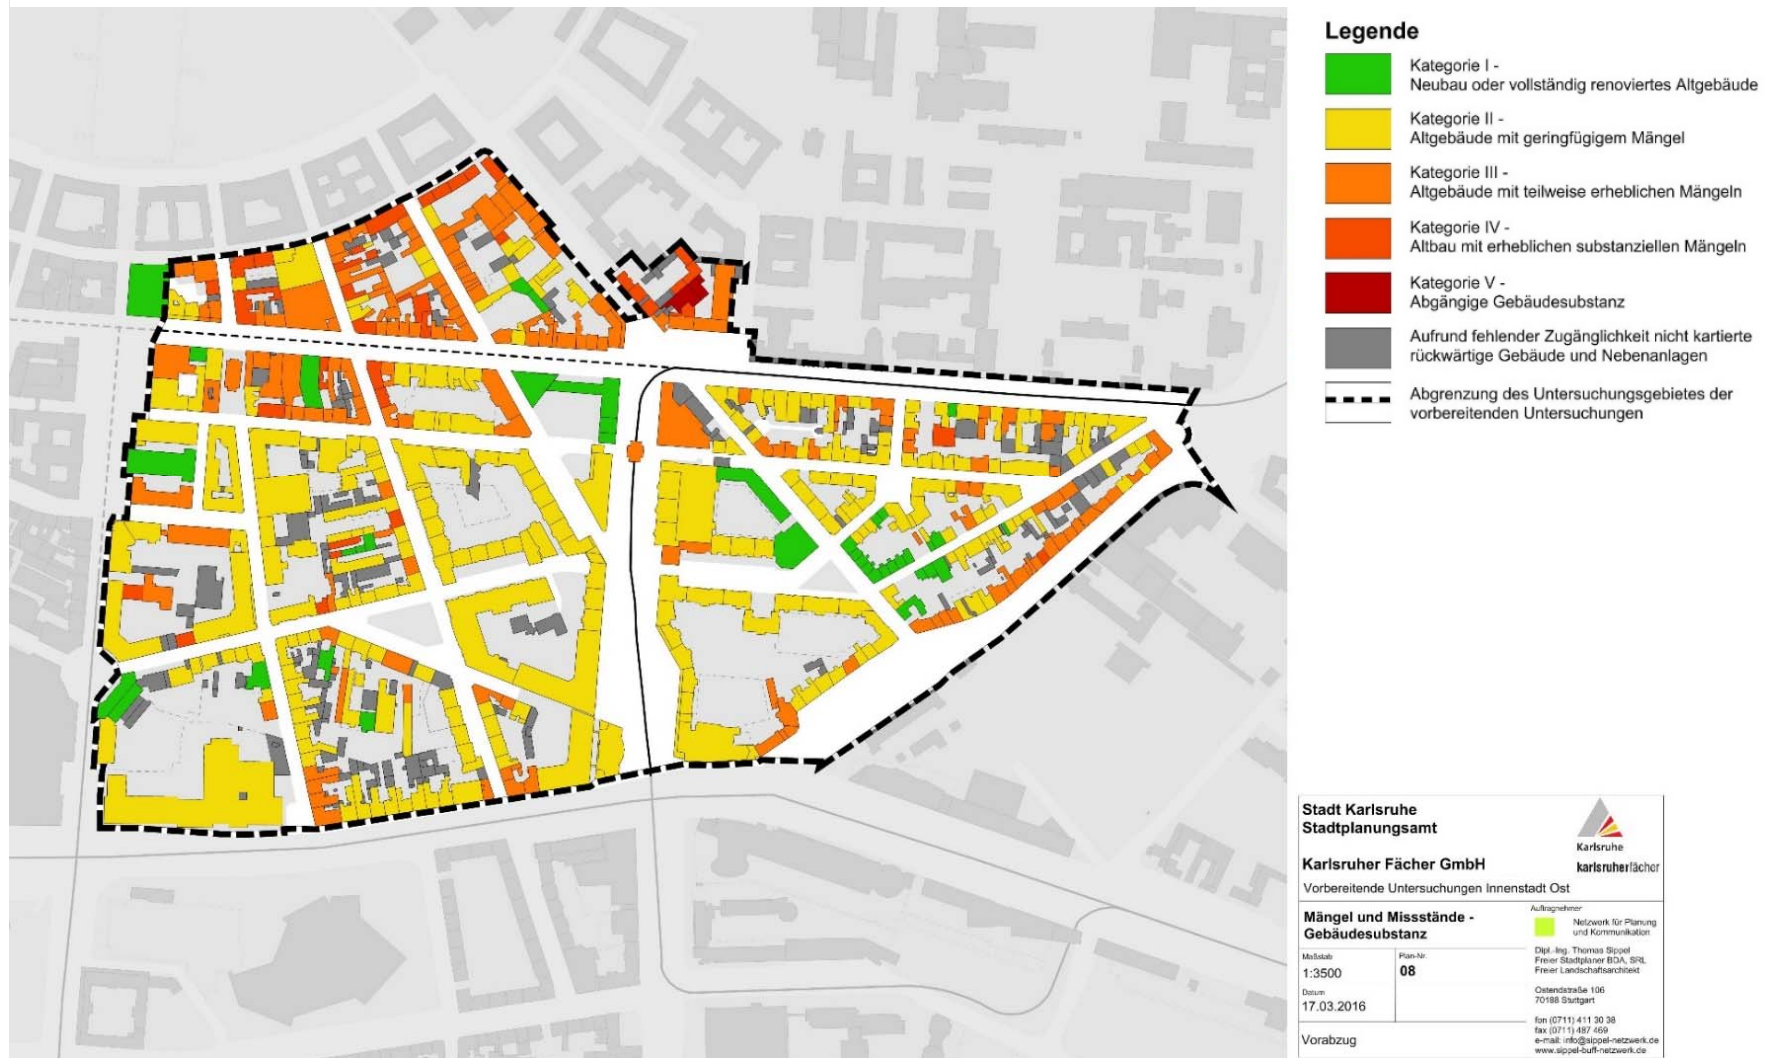 Legende
Kategorie I -
Neubau oder vollständig renoviertes Altgebäude
Kategorie II -
Altgebäude mit geringfügigem Mängel
Kategorie III -
Altgebäude mit teilweise erheblichen Mängeln
Kategorie IV -
Altbau mit erheblichen substanziellen Mängeln
Kategorie V -
Abgängige Gebäudesubstanz
Aufrund fehlender Zugänglichkeit nicht kartierte
rückwärtige Gebäude und Nebenanlagen
Abgrenzung des Untersuchungsgebietes der
vorbereitenden Untersuchungen
Stadt Karlsruhe
Stadtplanungsamt
Karlsruhe
Karlsruher Fächer GmbH
karlsruherfächer
Vorbereitende Untersuchungen Innenstadt Ost
Mängel und Missstände -
Gebäudesubstanz
Maßstab
1:3500
Plan-Nr.
08
Datum
17.03.2016
Vorabzug
Auftragnehmer
Netzwerk für Planung
und Kommunikation
Dipl.-Ing. Thomas Sippel
Freier Stadtplaner BDA, SRL
Freier Landschaftsarchitekt
Ostendstraße 106
70188 Stuttgart
fon (0711) 411 30 38
fax (0711) 487 469
e-mail: info@sippel-netzwerk.de
www.sippel-buff-netzwerk.de